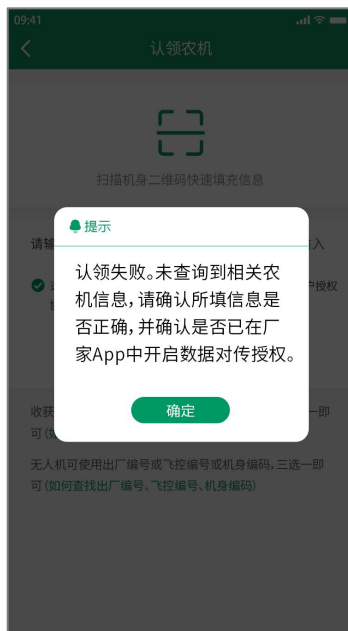 09:41
认领农机
扫描机身二维码快速填充信息
提示
请输
入
认领失败。未查询到相关农
机信息,请确认所填信息是
否正确,并确认是否已在厂
家App中开启数据对传授权。
户授权
确定
收获
一即
可(如
无人机可使用出厂编号或飞控编号或机身编码,三选一即
可(如何查找出厂编号、飞控编号、机身编码)